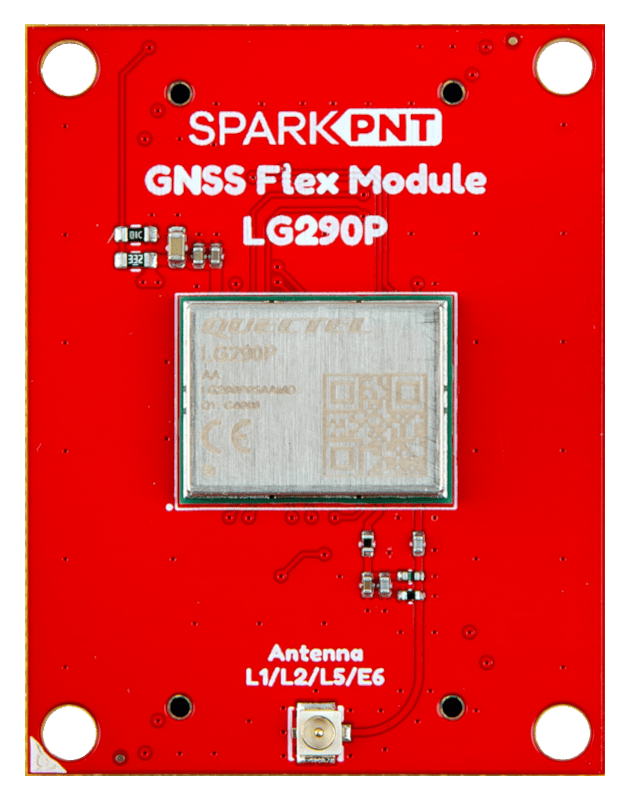 SPARKPNT
GNSS Flex Module
LG290P
01C
332
QUECTEL
LG290P
AA
CE
Antenna
L1/L2/L5/E6